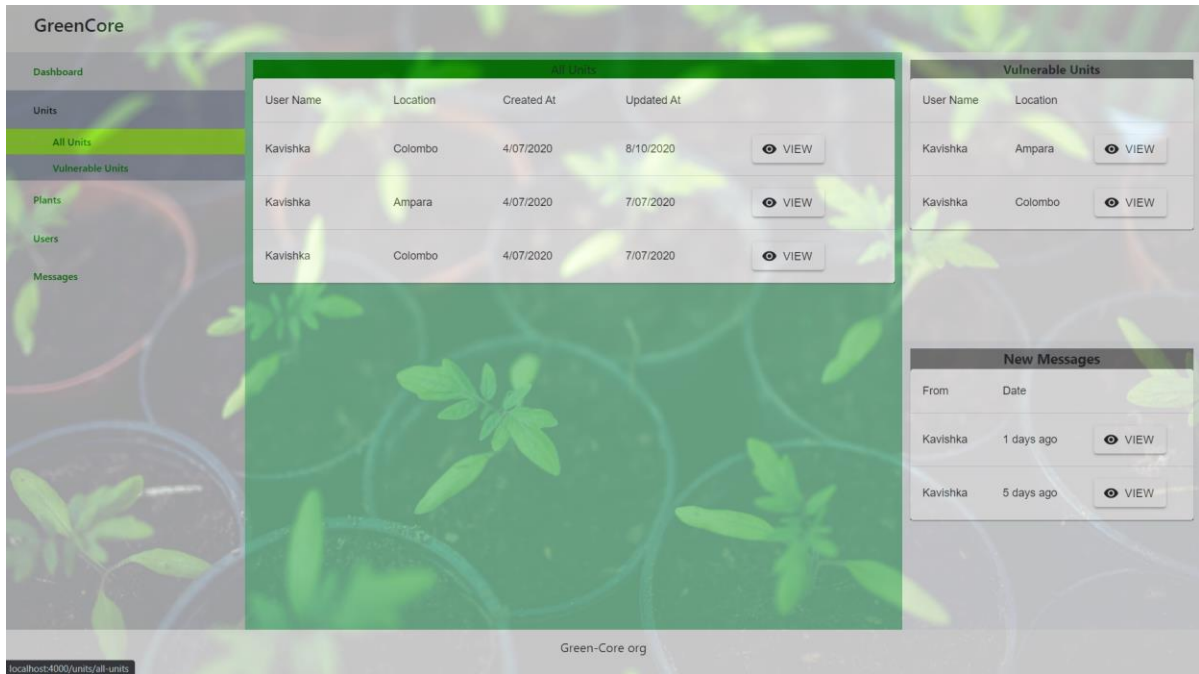 GreenCore
Dashboard
Units
All Units
Vulnerable Units
Plants
Users
Messages
All Units
User Name Location Created At Updated At
Kavishka Colombo 4/07/2020 8/10/2020 VIEW
Kavishka Ampara 4/07/2020 7/07/2020 VIEW
Kavishka Colombo 4/07/2020 7/07/2020 VIEW
Vulnerable Units
User Name Location
Kavishka Ampara VIEW
Kavishka Colombo VIEW
New Messages
From Date
Kavishka 1 days ago VIEW
Kavishka 5 days ago VIEW
Green-Core org
localhost:4000/units/all-units